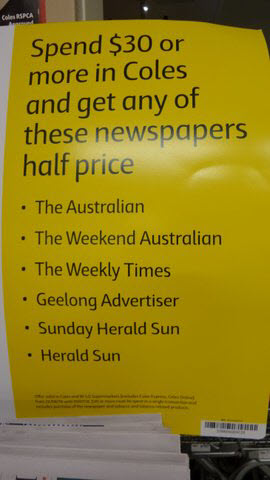 Coles RSPCA
Approved
Spend $30 or
more in Coles
and get any of
these newspapers
half price
• The Australian
• The Weekend Australian
• The Weekly Times
• Geelong Advertiser
• Sunday Herald Sun
• Herald Sun